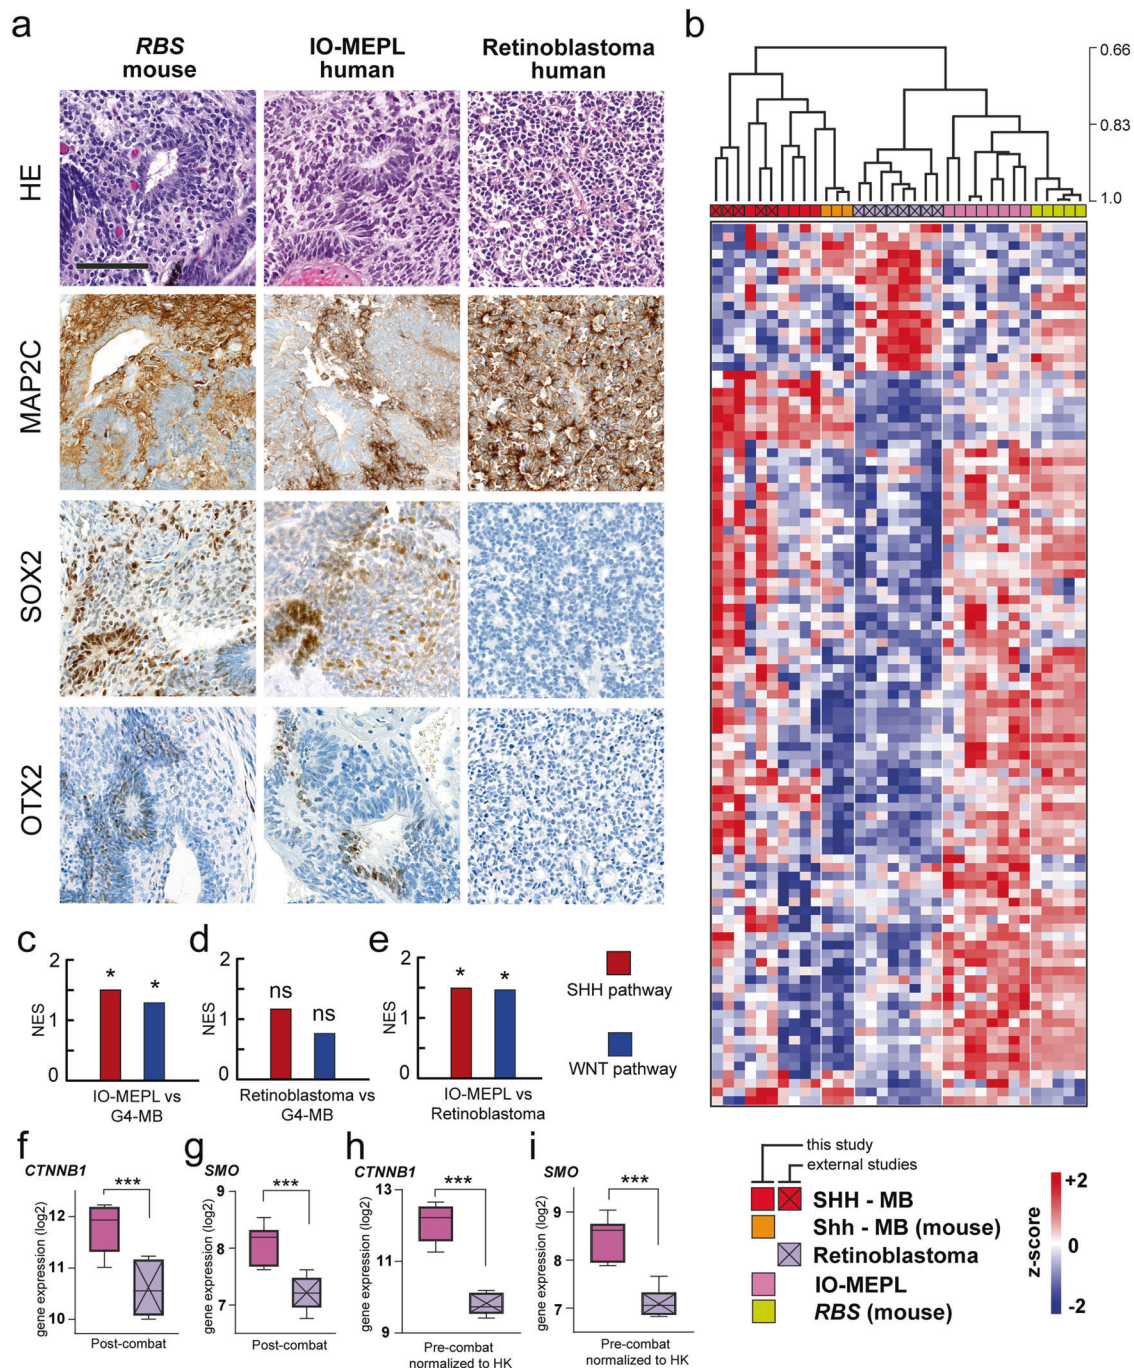 a
RBS
mouse
IO-MEPL
human
Retinoblastoma
human
HE
MAP2C
SOX2
OTX2
b
0.66
0.83
1.0
c
NES
2
1
0
*
*
IO-MEPL vs
G4-MB
d
NES
2
1
0
ns
ns
Retinoblastoma vs
G4-MB
e
NES
2
1
0
*
*
IO-MEPL vs
Retinoblastoma
SHH pathway
WNT pathway
f
CTNNB1
***
gene expression (log2)
12
11
10
Post-combat
g
SMO
***
gene expression (log2)
9
8
7
Post-combat
h
CTNNB1
***
gene expression (log2)
13
11
9
Pre-combat
normalized to HK
i
SMO
***
gene expression (log2)
9
8
7
Pre-combat
normalized to HK
this study
external studies
SHH - MB
Shh - MB (mouse)
Retinoblastoma
IO-MEPL
RBS (mouse)
z-score
+2
0
-2